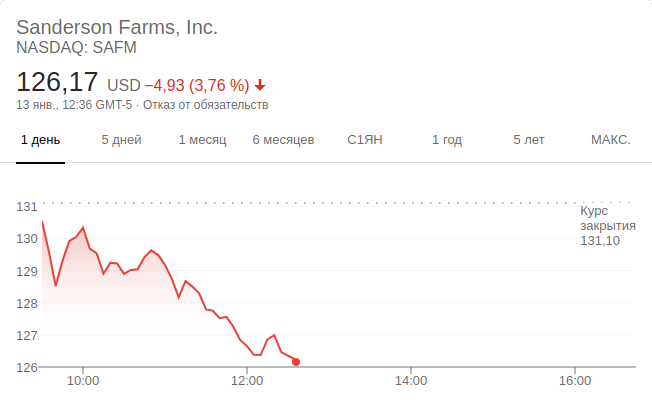 Sanderson Farms, Inc.
NASDAQ: SAFM
126,17 USD −4,93 (3,76 %)
13 янв., 12:36 GMT-5 · Отказ от обязательств
1 день 5 дней 1 месяц 6 месяцев С1ЯН 1 год 5 лет МАКС.
131
Курс
закрытия
131,10
130
129
128
127
126
10:00 12:00 14:00 16:00